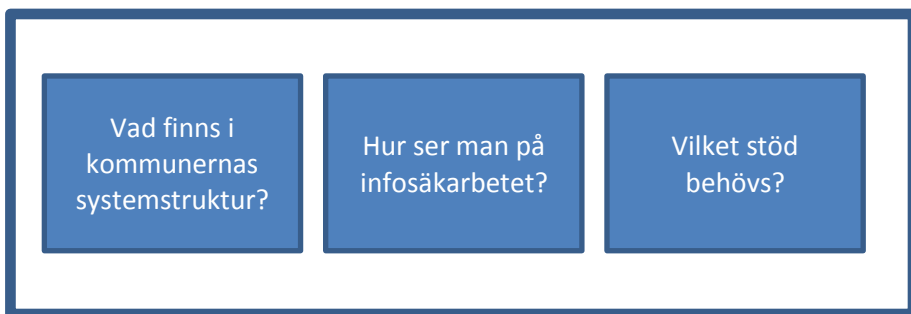 Vad finns i
kommunernas
systemstruktur?
Hur ser man på
infosäkarbetet?
Vilket stöd
behövs?